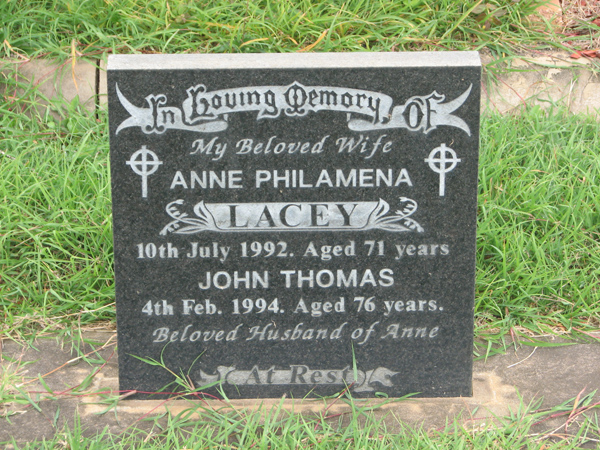 In Loving Memory OF
My Beloved Wife
ANNE PHILAMENA
LACEY
10th July 1992. Aged 71 years
JOHN THOMAS
4th Feb. 1994. Aged 76 years.
Beloved Husband of Anne
At Rest